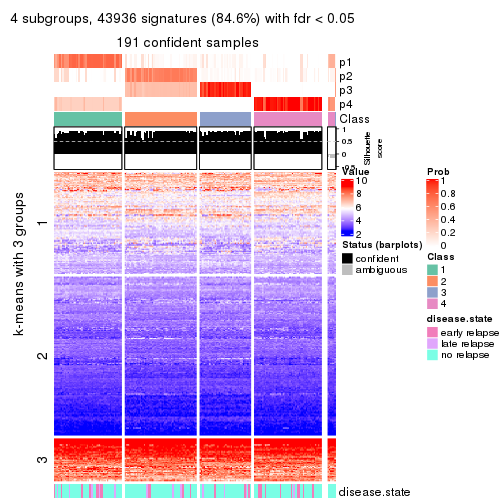 4 subgroups, 43936 signatures (84.6%) with fdr < 0.05
191 confident samples
p1
p2
p3
p4
Class
1
0.5
0
-0.5
Silhouette
score
k-means with 3 groups
1
2
3
disease.state
Value
10
8
6
4
2
Status (barplots)
confident
ambiguous
Prob
1
0.8
0.6
0.4
0.2
0
Class
1
2
3
4
disease.state
early relapse
late relapse
no relapse